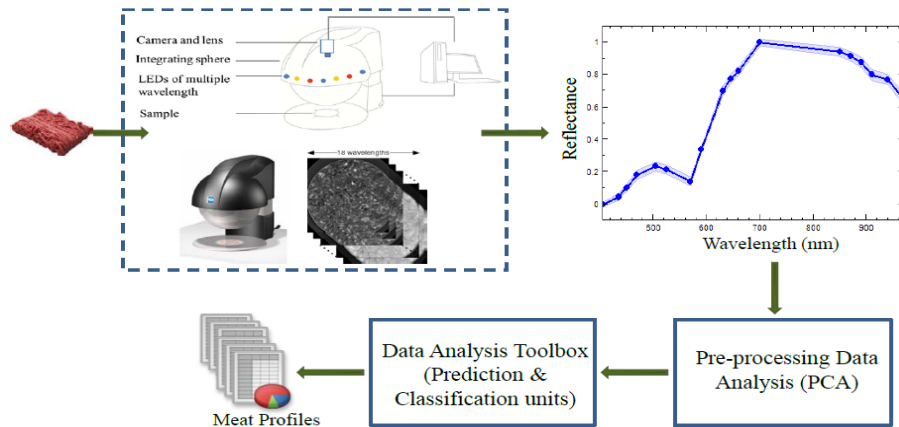 Camera and lens
Integrating sphere
LEDs of multiple
wavelength
Sample
18 wavelengths
Reflectance
1
0.8
0.6
0.4
0.2
0
500
600
700
800
900
Wavelength (nm)
Pre-processing Data
Analysis (PCA)
Data Analysis Toolbox
(Prediction &
Classification units)
Meat Profiles